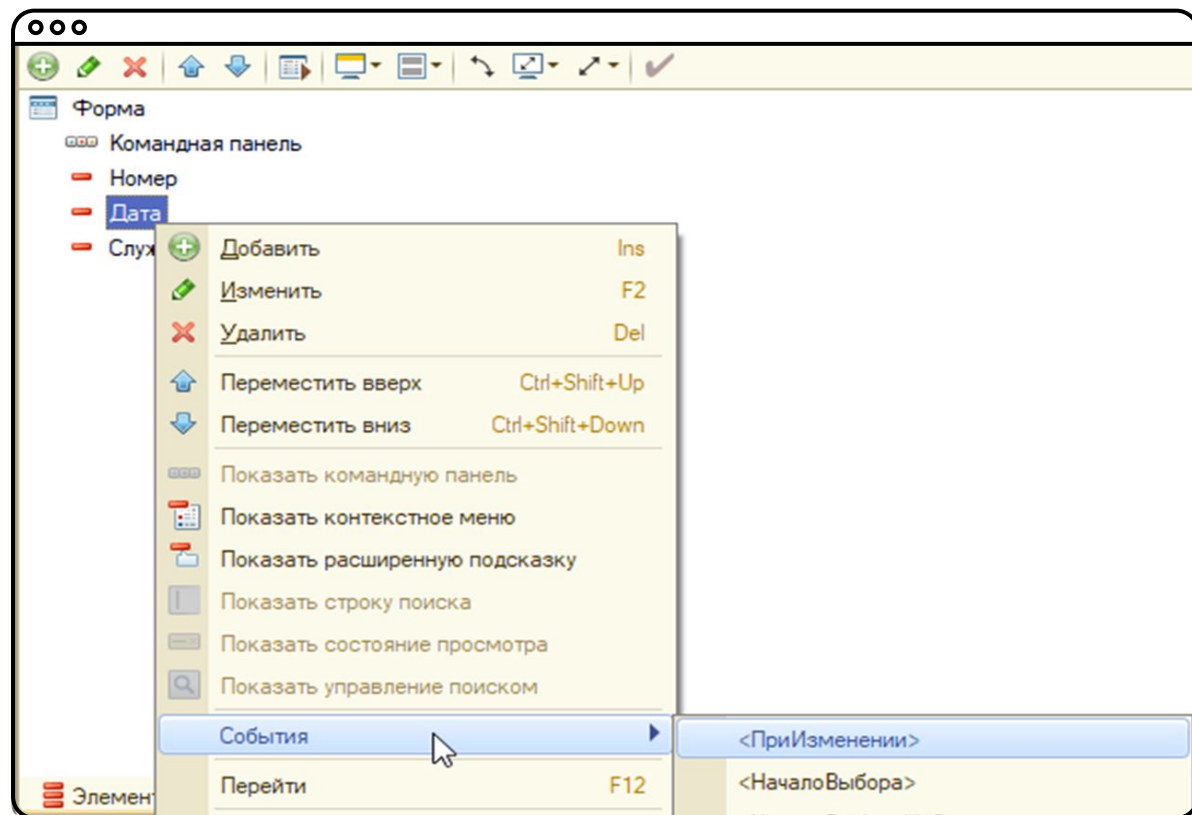 Форма
Командная панель
Номер
Дата
Служ
Добавить Ins
Изменить F2
Удалить Del
Переместить вверх Ctrl+Shift+Up
Переместить вниз Ctrl+Shift+Down
Показать командную панель
Показать контекстное меню
Показать расширенную подсказку
Показать строку поиска
Показать состояние просмотра
Показать управление поиском
События
<ПриИзменении>
Перейти F12
<НачалоВыбора>
Элемен